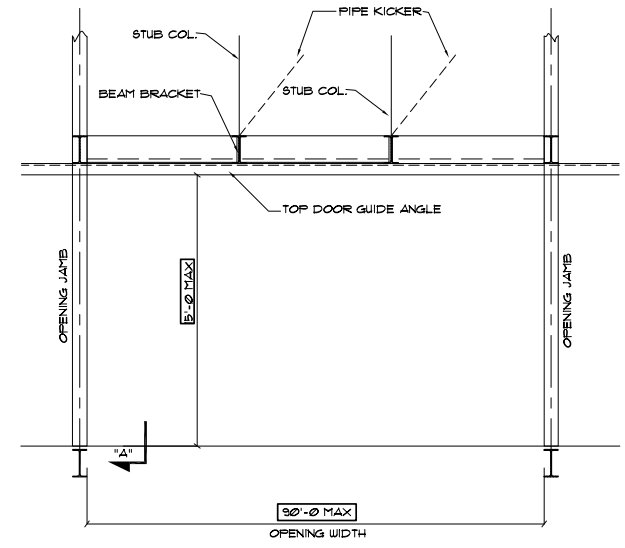 PIPE KICKER
STUB COL.
STUB COL.
BEAM BRACKET
TOP DOOR GUIDE ANGLE
OPENING JAMB
OPENING JAMB
15'-0 MAX
"A"
90'-0 MAX
OPENING WIDTH